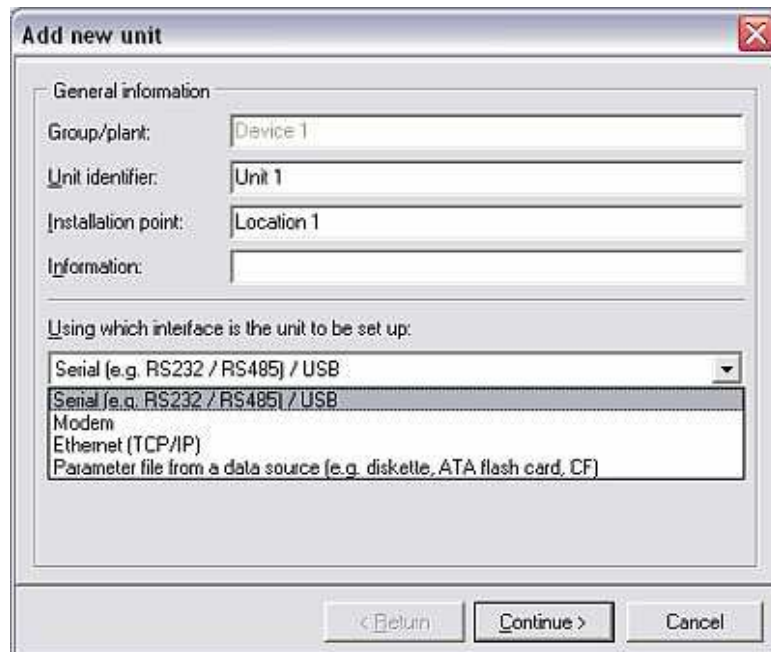 Add new unit
General information
Group/plant: Device 1
Unit identifier: Unit 1
Installation point: Location 1
Information:
Using which interface is the unit to be set up:
Serial (e.g. RS232 / RS485) / USB
Serial (e.g. RS232 / RS485) / USB
Modem
Ethernet (TCP/IP)
Parameter file from a data source (e.g. diskette, ATA flash card, CF)
< Return Continue > Cancel